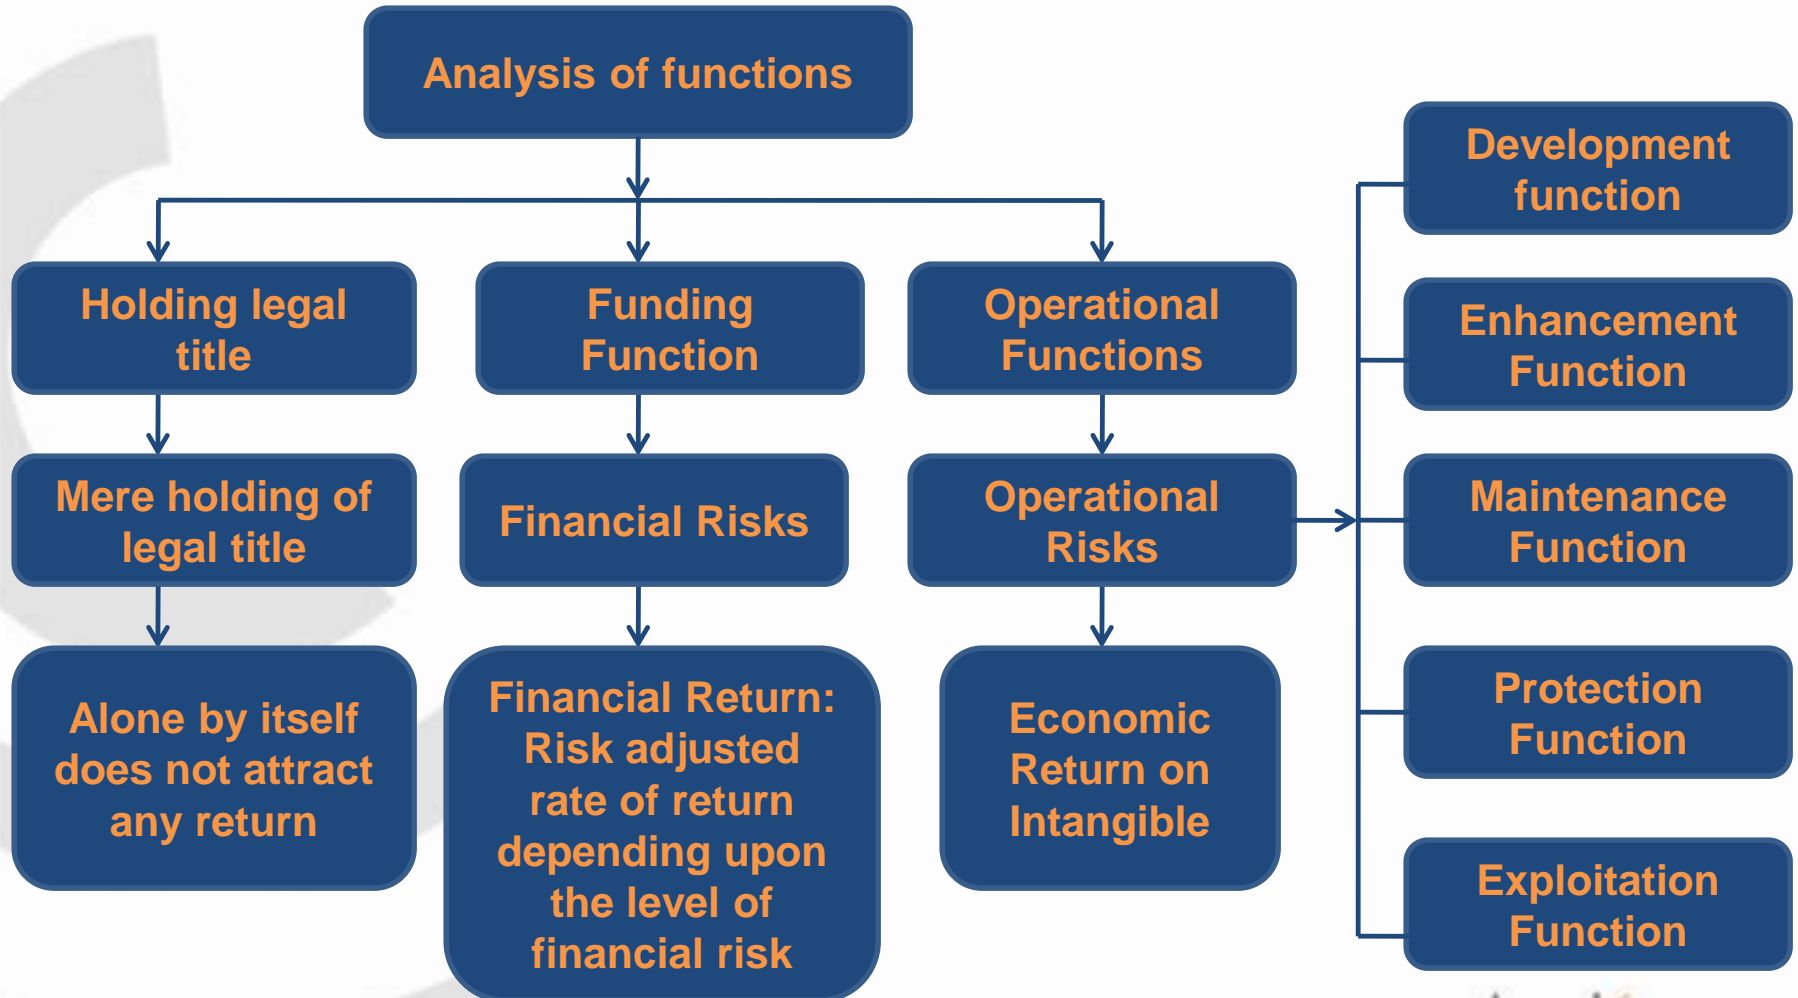 Analysis of functions
Holding legal
title
Funding
Function
Operational
Functions
Mere holding of
legal title
Financial Risks
Operational
Risks
Alone by itself
does not attract
any return
Financial Return:
Risk adjusted
rate of return
depending upon
the level of
financial risk
Economic
Return on
Intangible
Development
function
Enhancement
Function
Maintenance
Function
Protection
Function
Exploitation
Function